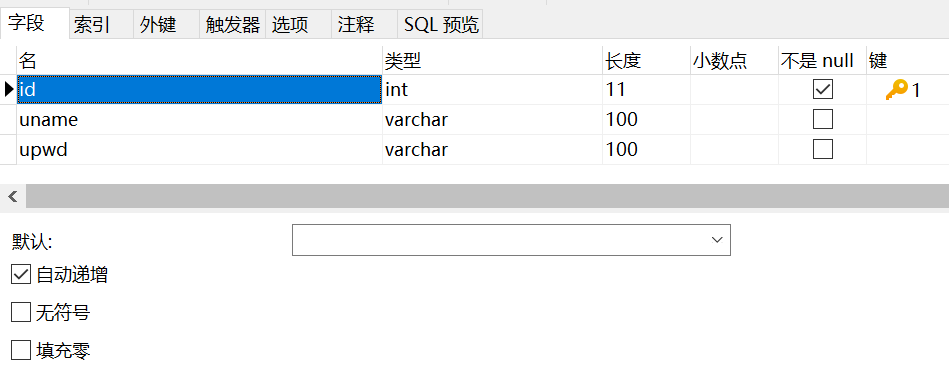 字段 索引 外键 触发器 选项 注释 SQL 预览
名 类型 长度 小数点 不是 null 键
id int 11 1
uname varchar 100
upwd varchar 100
默认:
自动递增
无符号
填充零